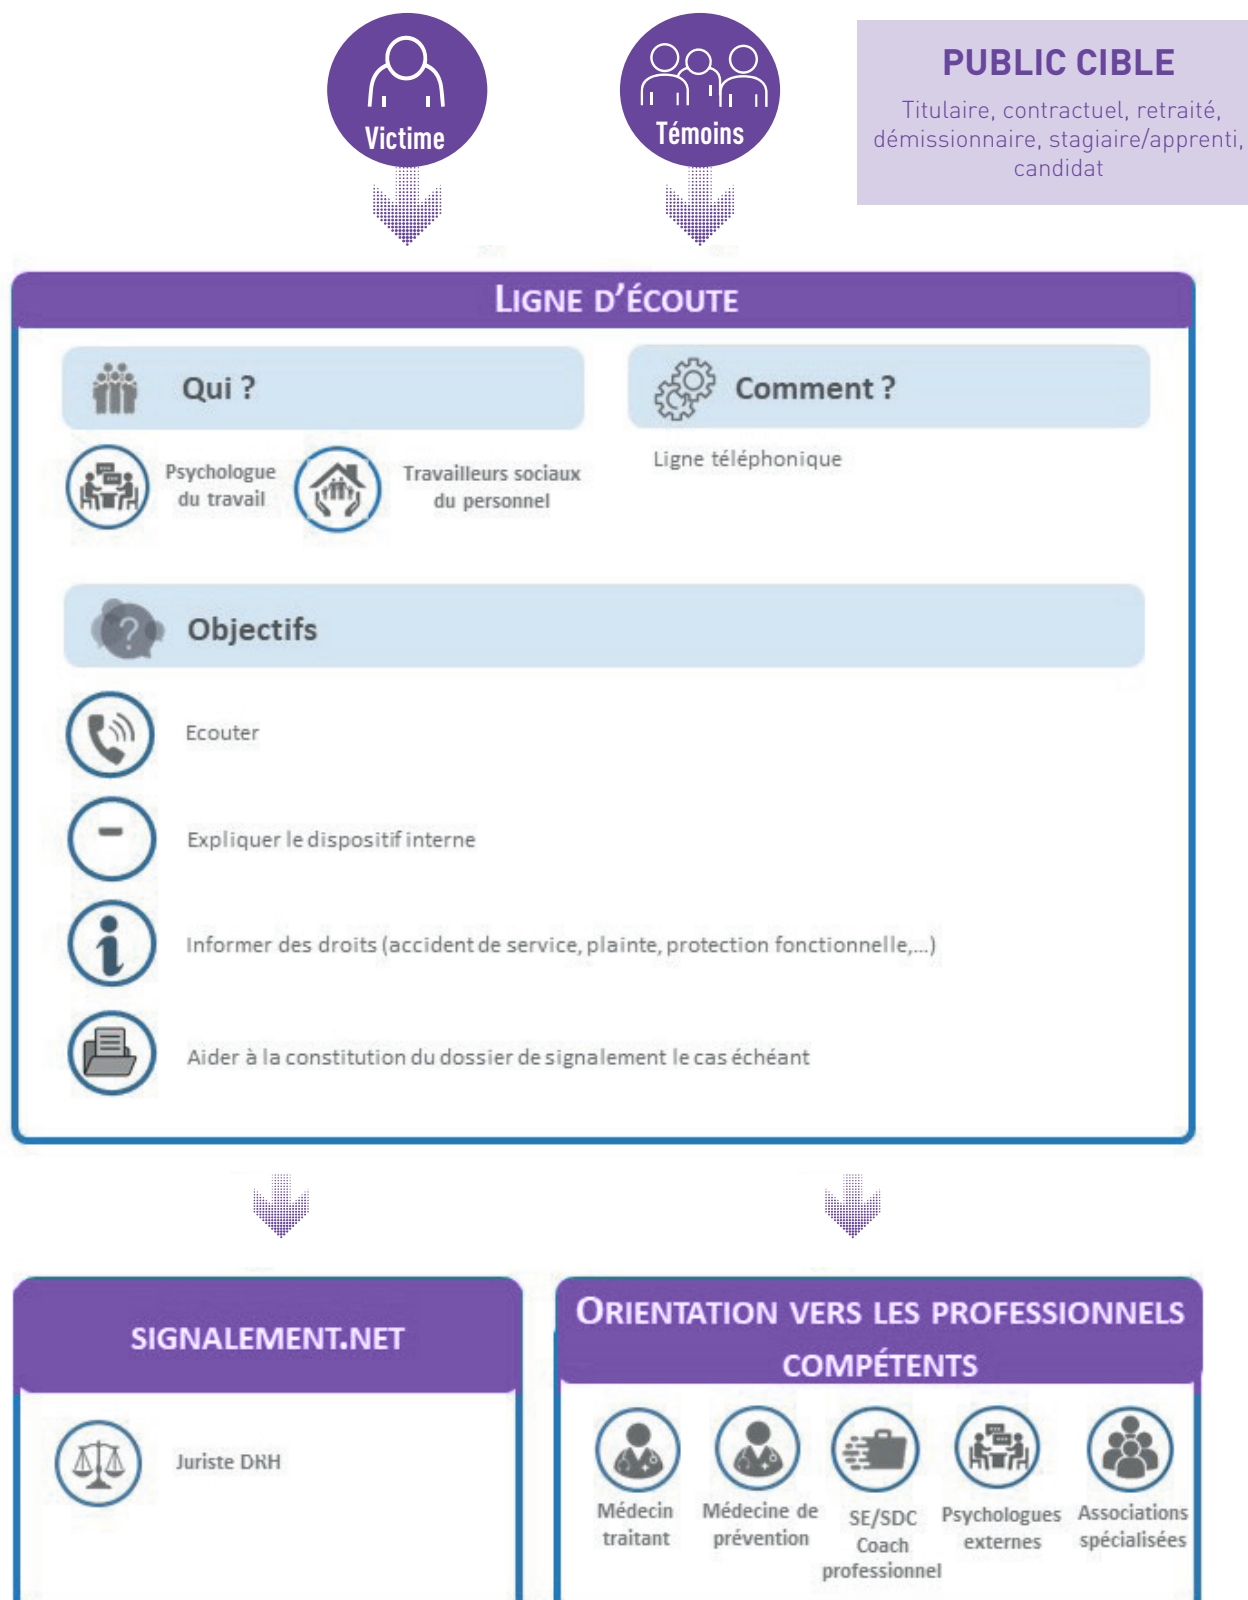 Victime
Témoins
PUBLIC CIBLE
Titulaire, contractuel, retraité,
démissionnaire, stagiaire/apprenti,
candidat
LIGNE D'ÉCOUTE
Qui ?
Comment ?
Psychologue
du travail
Travailleurs sociaux
du personnel
Ligne téléphonique
Objectifs
Ecouter
Expliquer le dispositif interne
Informer des droits (accident de service, plainte, protection fonctionnelle,...)
Aider à la constitution du dossier de signalement le cas échéant
SIGNALEMENT.NET
Juriste DRH
ORIENTATION VERS LES PROFESSIONNELS
COMPÉTENTS
Médecin
traitant
Médecine de
prévention
SE/SDC
Coach
professionnel
Psychologues
externes
Associations
spécialisées